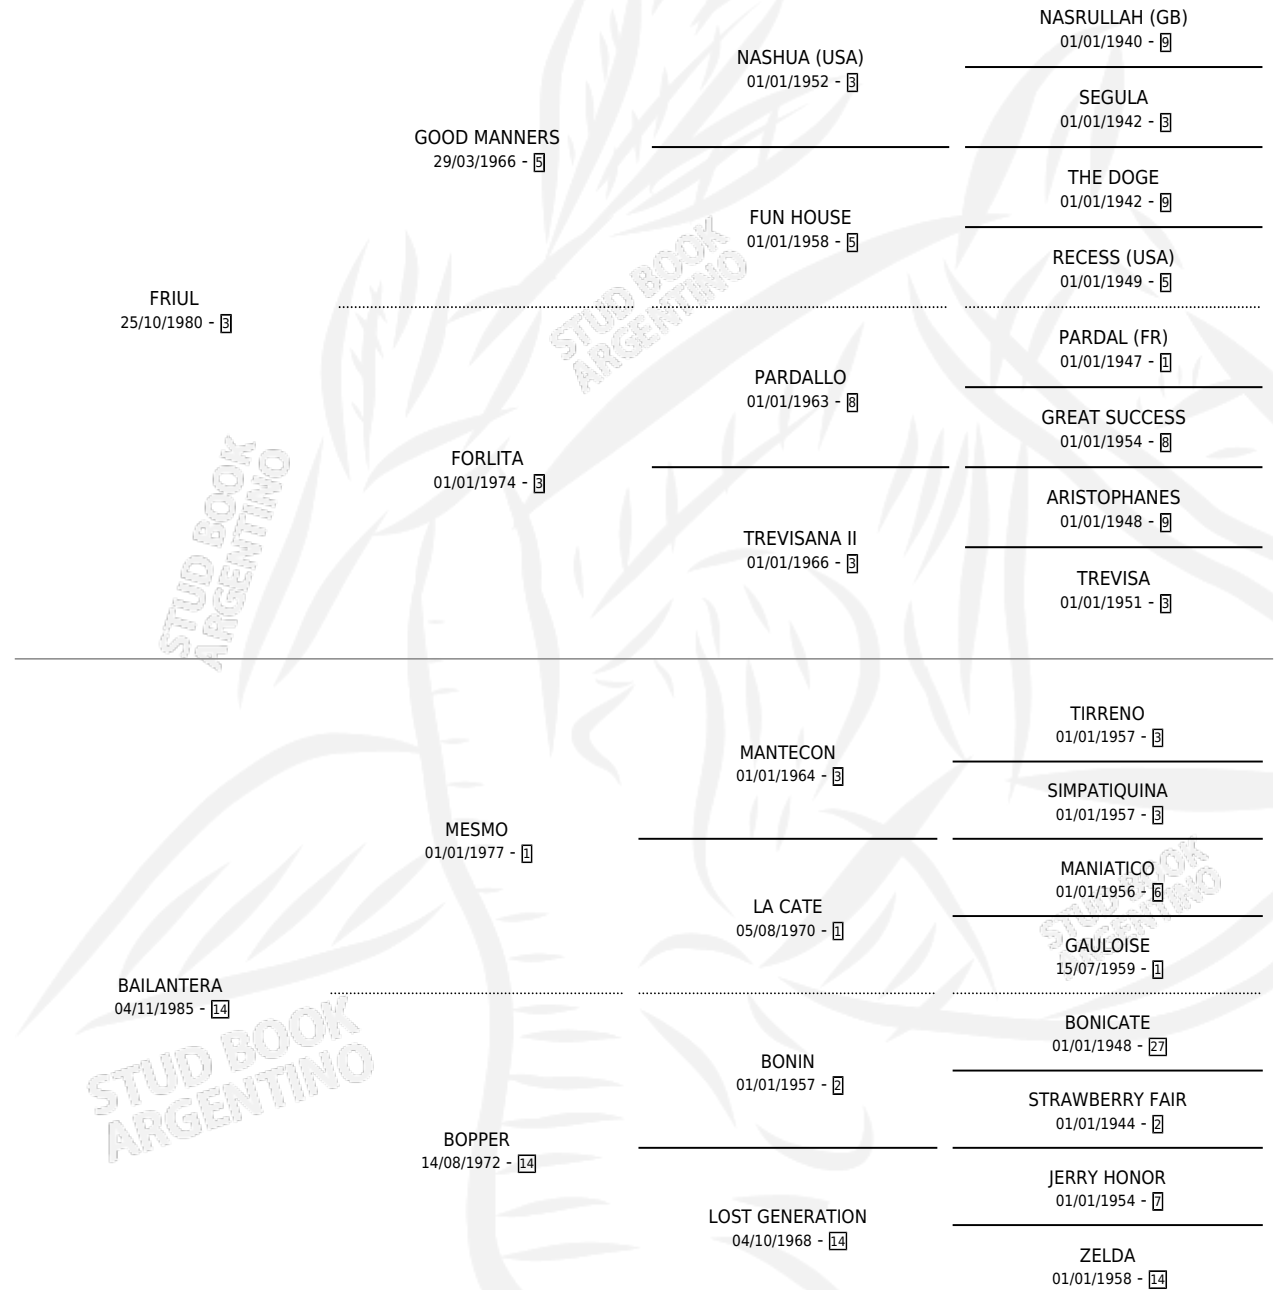 NASRULLAH (GB)
01/01/1940 - 9
NASHUA (USA)
01/01/1952 - 3
SEGULA
01/01/1942 - 3
GOOD MANNERS
29/03/1966 - 5
THE DOGE
01/01/1942 - 9
FUN HOUSE
01/01/1958 - 5
RECESS (USA)
01/01/1949 - 5
FRIUL
25/10/1980 - 3
PARDAL (FR)
01/01/1947 - 1
PARDALLO
01/01/1963 - 8
GREAT SUCCESS
01/01/1954 - 8
FORLITA
01/01/1974 - 3
ARISTOPHANES
01/01/1948 - 9
TREVISANA II
01/01/1966 - 3
TREVISA
01/01/1951 - 3
TIRRENO
01/01/1957 - 3
MANTECON
01/01/1964 - 3
SIMPATIQUINA
01/01/1957 - 3
MESMO
01/01/1977 - 1
MANIATICO
01/01/1956 - 6
LA CATE
05/08/1970 - 1
GAULOISE
15/07/1959 - 1
BAILANTERA
04/11/1985 - 14
BONICATE
01/01/1948 - 27
BONIN
01/01/1957 - 2
STRAWBERRY FAIR
01/01/1944 - 2
BOPPER
14/08/1972 - 14
JERRY HONOR
01/01/1954 - 7
LOST GENERATION
04/10/1968 - 14
ZELDA
01/01/1958 - 14
STUD BOOK
ARGENTINO
STUD BOOK
ARGENTINO
STUD BOOK
ARGENTINO
STUD BOOK
ARGENTINO